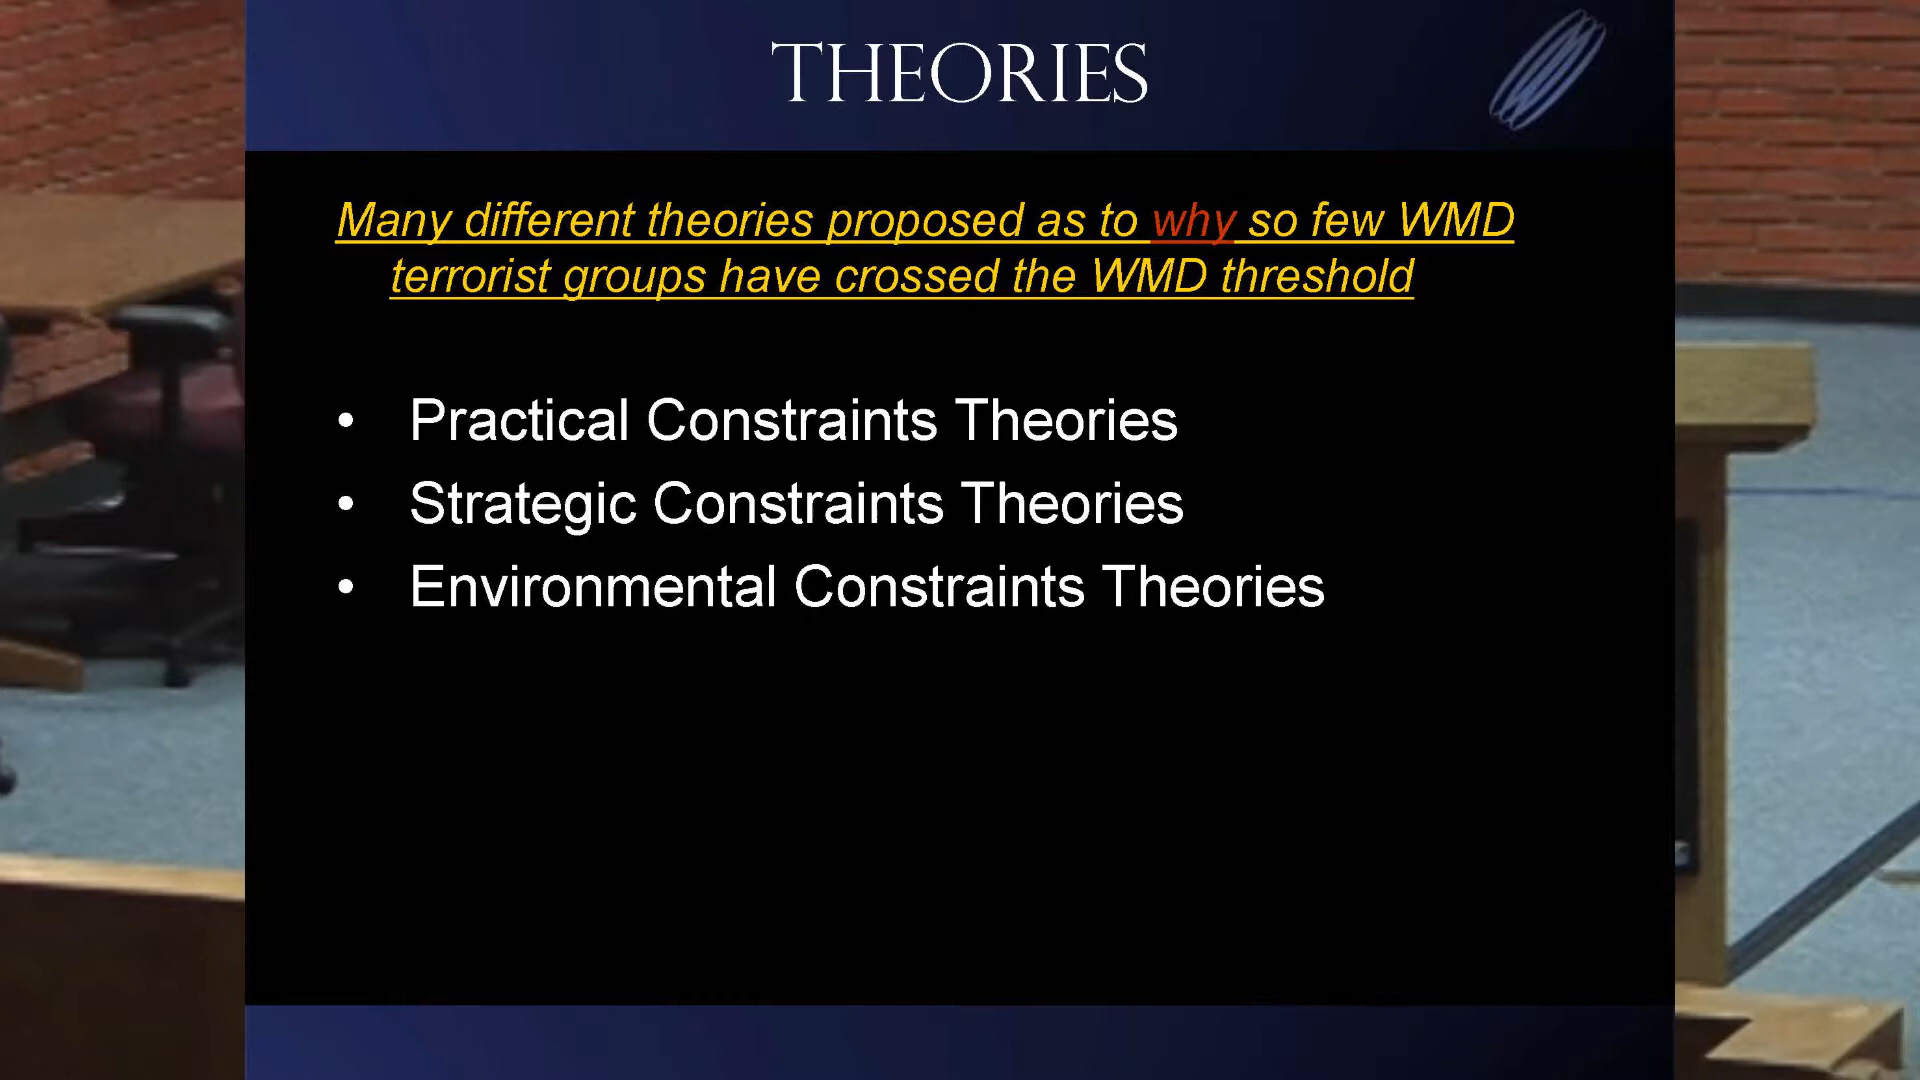 THEORIES
Many different theories proposed as to why so few WMD
terrorist groups have crossed the WMD threshold
• Practical Constraints Theories
• Strategic Constraints Theories
• Environmental Constraints Theories